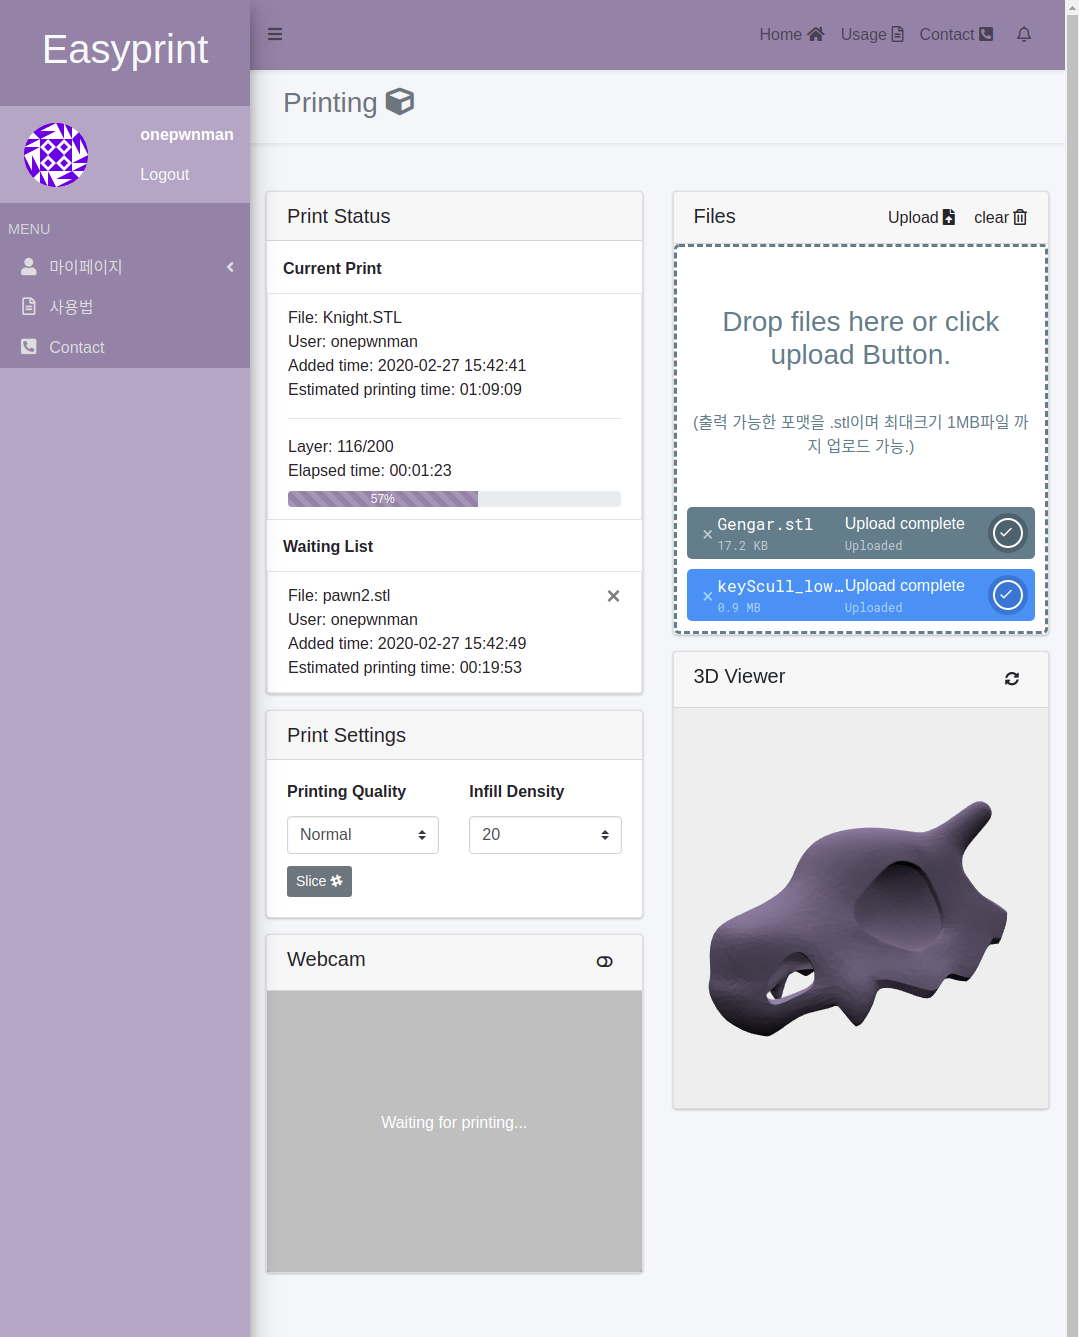 Easyprint
Home
Usage
Contact
Printing
onepwnman
Logout
MENU
마이페이지
사용법
Contact
Print Status
Current Print
File: Knight.STL
User: onepwnman
Added time: 2020-02-27 15:42:41
Estimated printing time: 01:09:09
Layer: 116/200
Elapsed time: 00:01:23
57%
Waiting List
File: pawn2.stl
User: onepwnman
Added time: 2020-02-27 15:42:49
Estimated printing time: 00:19:53
Print Settings
Printing Quality
Infill Density
Normal
20
Slice
Webcam
Waiting for printing...
Files
Upload
clear
Drop files here or click
upload Button.
(출력 가능한 포맷을 .stl이며 최대크기 1MB파일 까
지 업로드 가능.)
Gengar.stl
Upload complete
17.2 KB
Uploaded
keyScull_low…
Upload complete
0.9 MB
Uploaded
3D Viewer